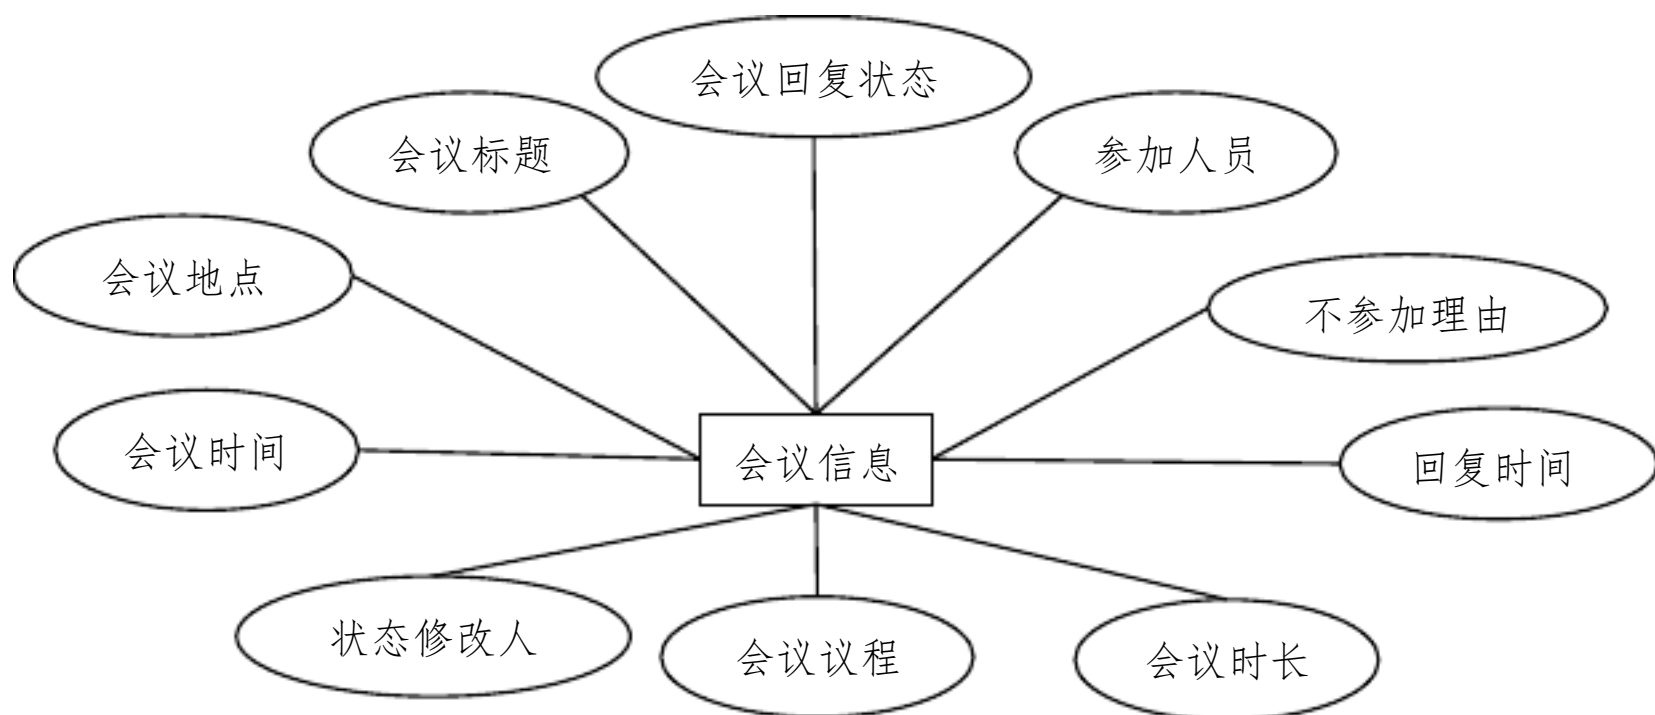 会议回复状态
会议标题
参加人员
会议地点
不参加理由
会议时间
会议信息
回复时间
状态修改人
会议议程
会议时长